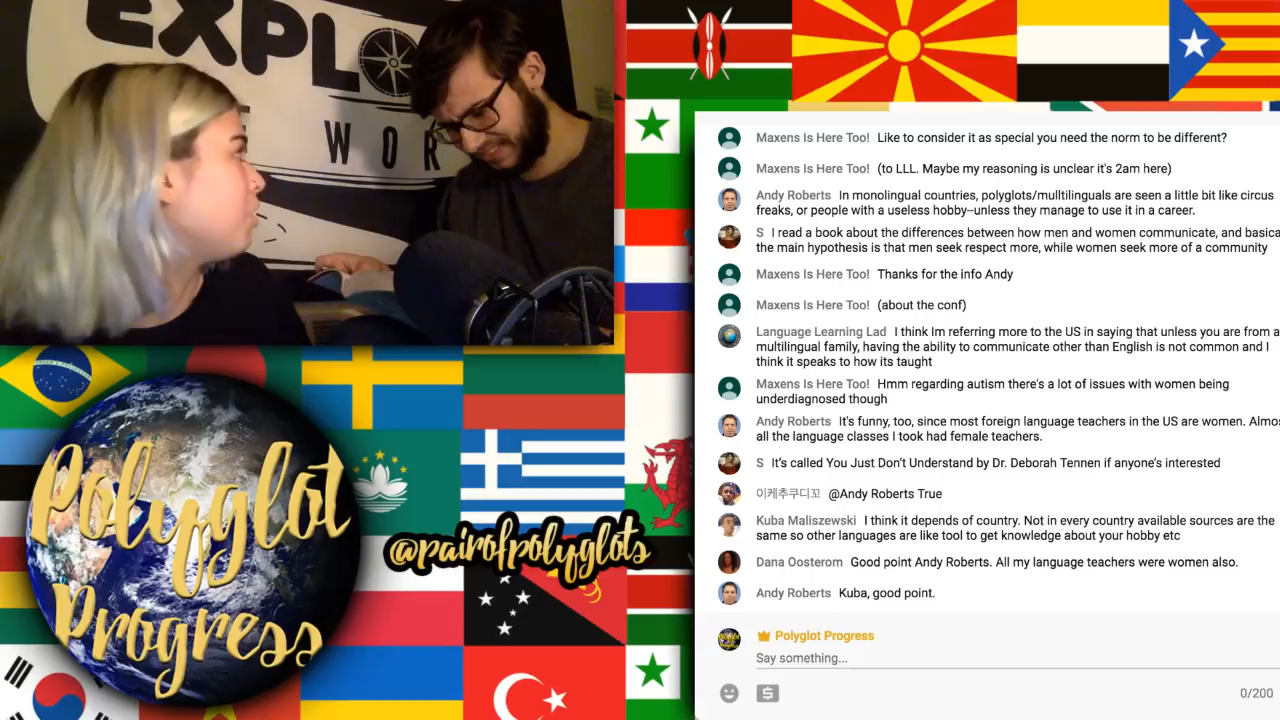 EXPLO
E
WOR
Maxens Is Here Too! Like to consider it as special you need the norm to be different?
Maxens Is Here Too! (to LLL. Maybe my reasoning is unclear it's 2am here)
Andy Roberts In monolingual countries, polyglots/mulltilinguals are seen a little bit like circus
freaks, or people with a useless hobby--unless they manage to use it in a career.
S I read a book about the differences between how men and women communicate, and basica
the main hypothesis is that men seek respect more, while women seek more of a community
Maxens Is Here Too! Thanks for the info Andy
Maxens Is Here Too! (about the conf)
Language Learning Lad I think Im referring more to the US in saying that unless you are from a
multilingual family, having the ability to communicate other than English is not common and I
think it speaks to how its taught
Maxens Is Here Too! Hmm regarding autism there's a lot of issues with women being
underdiagnosed though
Andy Roberts It's funny, too, since most foreign language teachers in the US are women. Almos
all the language classes I took had female teachers.
S It's called You Just Don't Understand by Dr. Deborah Tennen if anyone's interested
이케추쿠디꼬 @Andy Roberts True
Kuba Maliszewski I think it depends of country. Not in every country available sources are the
same so other languages are like tool to get knowledge about your hobby etc
Dana Oosterom Good point Andy Roberts. All my language teachers were women also.
Andy Roberts Kuba, good point.
Polyglot Progress
Say something...
0/200
Polyglot
Progress
@pairofpolyglots